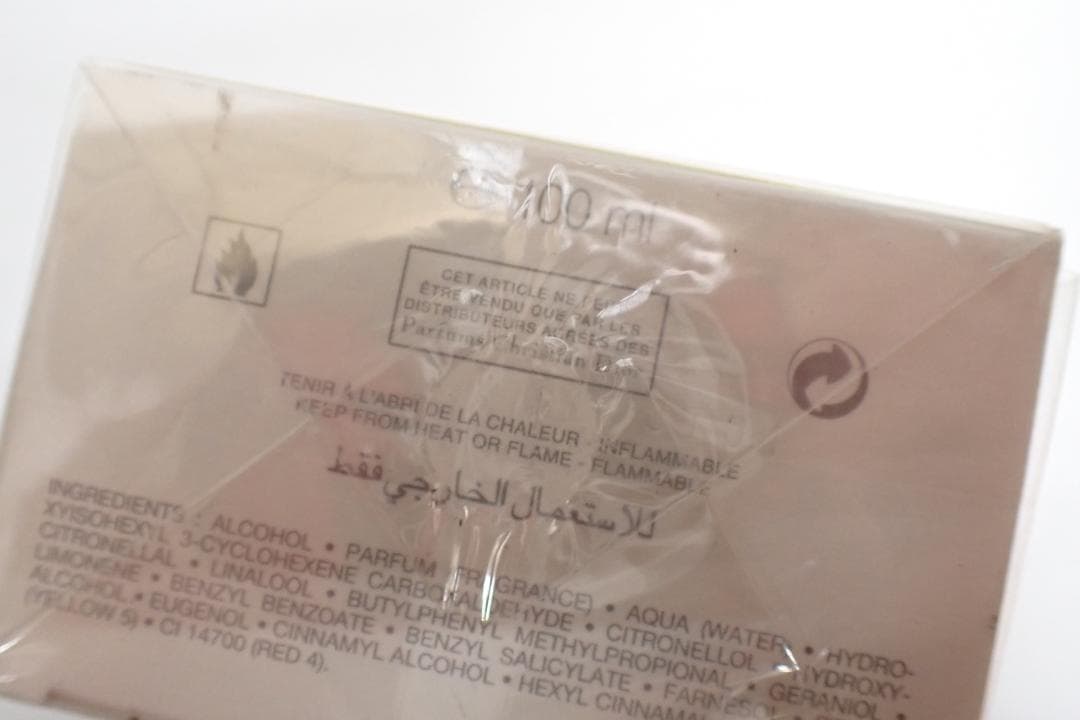 100 ml
CET ARTICLE NE PEUT
ÊTRE VENDU QUE PAR LES
DISTRIBUTEURS AGRÉÉS DES
Parfums Christian Dior
TENIR À L'ABRI DE LA CHALEUR - INFLAMMABLE
KEEP FROM HEAT OR FLAME - FLAMMABLE
للاستعمال الخارجي فقط
INGREDIENTS : ALCOHOL • PARFUM (FRAGRANCE) • AQUA (WATER) • HYDRO-
XYISOHEXYL 3-CYCLOHEXENE CARBOXALDEHYDE • CITRONELLOL • HYDROXY-
CITRONELLAL • LINALOOL • BUTYLPHENYL METHYLPROPIONAL • GERANIOL •
LIMONENE • BENZYL BENZOATE • BENZYL SALICYLATE • FARNESOL •
ALCOHOL • EUGENOL • CINNAMYL ALCOHOL • HEXYL CINNAMAL
(YELLOW 5) • CI 14700 (RED 4).